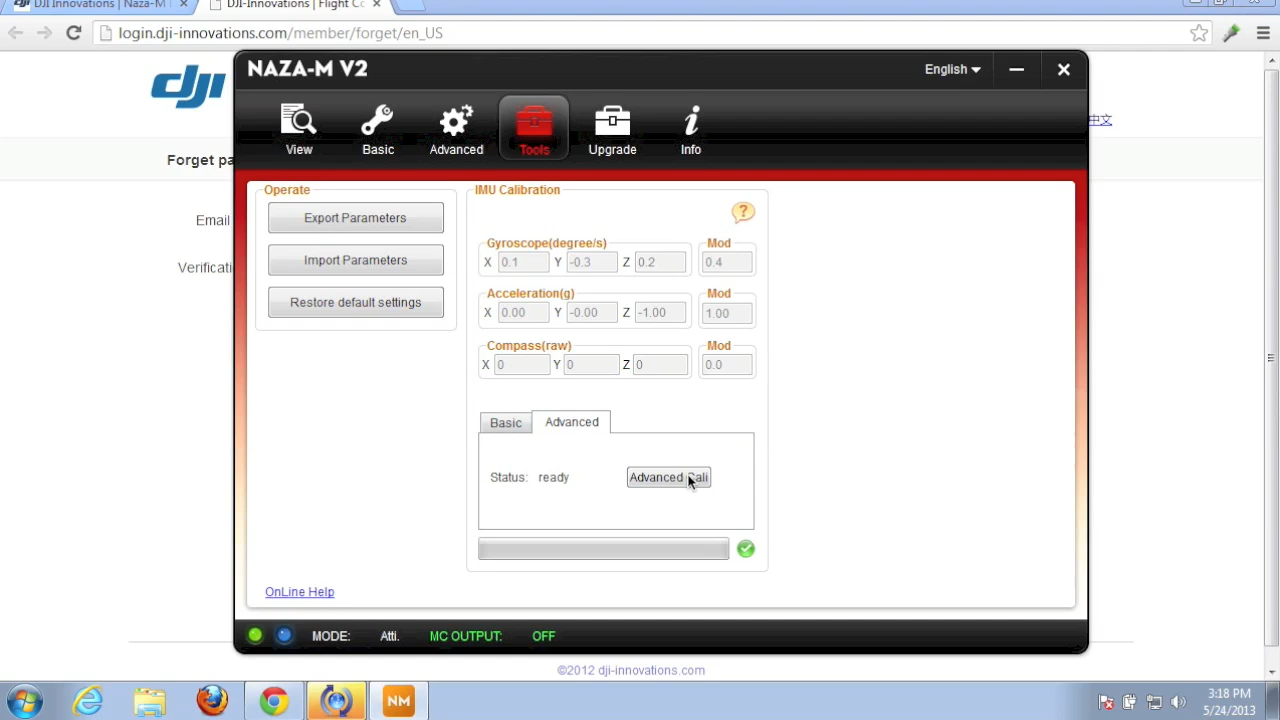 DJI Innovations | Naza-M
DJI-Innovations | Flight Co
login.dji-innovations.com/member/forget/en_US
dji
中文
Forget pa
Email
Verificati
NAZA-M V2
English
View
Basic
Advanced
Tools
Upgrade
Info
Operate
Export Parameters
Import Parameters
Restore default settings
IMU Calibration
?
Gyroscope(degree/s)
Mod
X 0.1 Y -0.3 Z 0.2
0.4
Acceleration(g)
Mod
X 0.00 Y -0.00 Z -1.00
1.00
Compass(raw)
Mod
X 0 Y 0 Z 0
0.0
Basic
Advanced
Status: ready
Advanced Cali
OnLine Help
MODE: Atti. MC OUTPUT: OFF
©2012 dji-innovations.com
NM
3:18 PM
5/24/2013